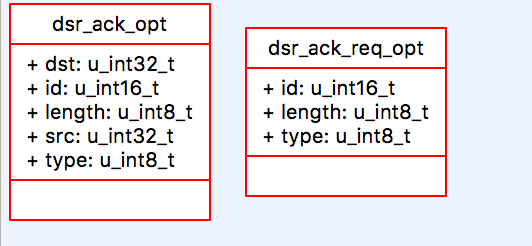 dsr_ack_opt
+ dst: u_int32_t
+ id: u_int16_t
+ length: u_int8_t
+ src: u_int32_t
+ type: u_int8_t
dsr_ack_req_opt
+ id: u_int16_t
+ length: u_int8_t
+ type: u_int8_t